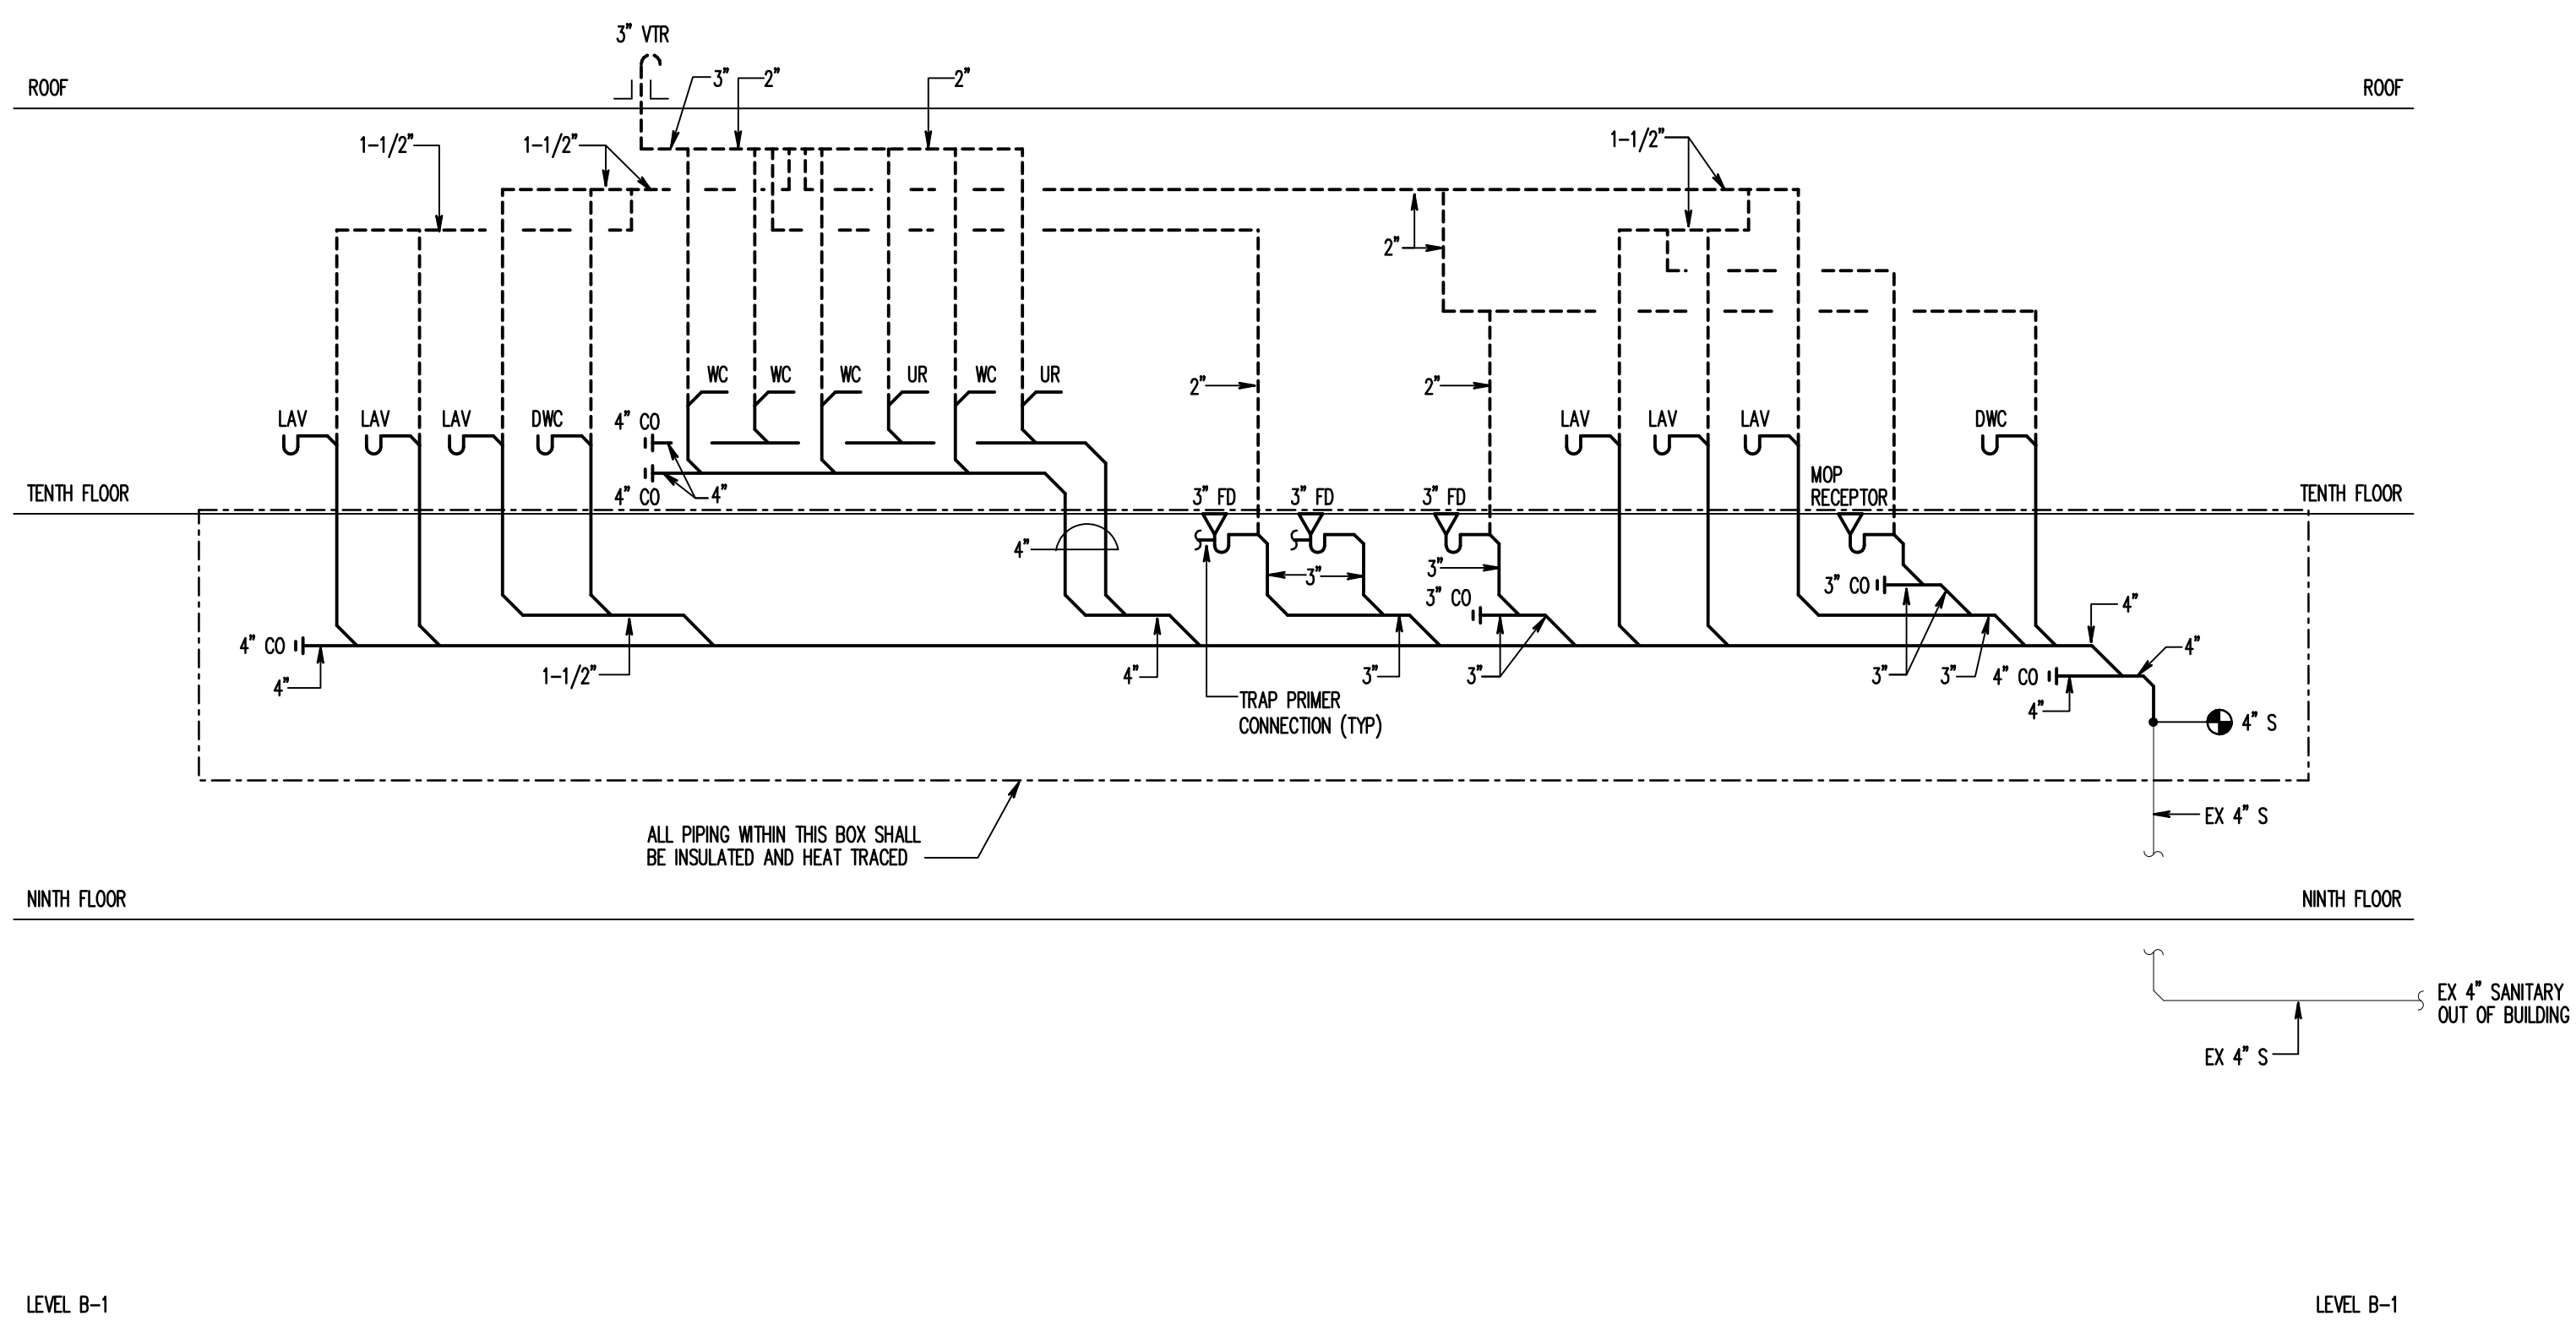 3" VTR
ROOF
3"
2"
2"
ROOF
1-1/2"
1-1/2"
1-1/2"
2"
WC
WC
WC
UR
WC
UR
2"
2"
LAV
LAV
LAV
DWC
4" CO
LAV
LAV
LAV
DWC
MOP
RECEPTOR
TENTH FLOOR
4" CO
4"
3" FD
3" FD
3" FD
TENTH FLOOR
4"
3"
3"
3" CO
3" CO
4"
4" CO
4"
1-1/2"
4"
3"
3"
3"
3"
4" CO
4"
4"
TRAP PRIMER
CONNECTION (TYP)
4"
4" S
ALL PIPING WITHIN THIS BOX SHALL
BE INSULATED AND HEAT TRACED
EX 4" S
NINTH FLOOR
NINTH FLOOR
EX 4" SANITARY
OUT OF BUILDING
EX 4" S
LEVEL B-1
LEVEL B-1